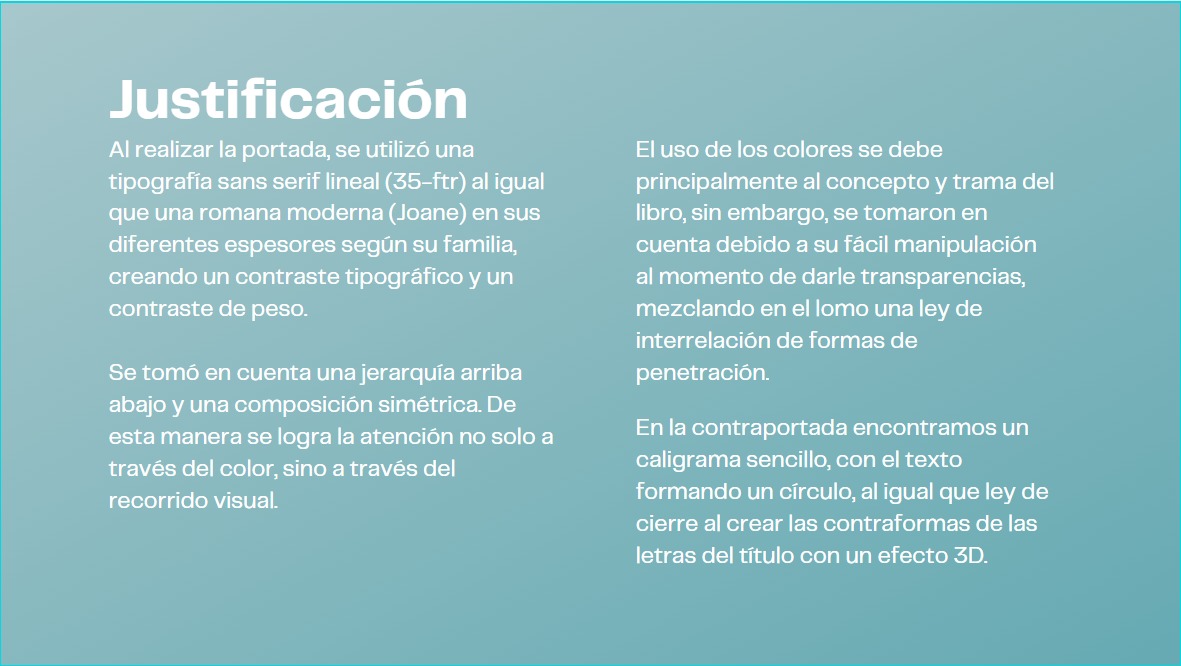 Justificación
Al realizar la portada, se utilizó una
tipografía sans serif lineal (35-ftr) al igual
que una romana moderna (Joane) en sus
diferentes espesores según su familia,
creando un contraste tipográfico y un
contraste de peso.
Se tomó en cuenta una jerarquía arriba
abajo y una composición simétrica. De
esta manera se logra la atención no solo a
través del color, sino a través del
recorrido visual.
El uso de los colores se debe
principalmente al concepto y trama del
libro, sin embargo, se tomaron en
cuenta debido a su fácil manipulación
al momento de darle transparencias,
mezclando en el lomo una ley de
interrelación de formas de
penetración.
En la contraportada encontramos un
caligrama sencillo, con el texto
formando un círculo, al igual que ley de
cierre al crear las contraformas de las
letras del título con un efecto 3D.